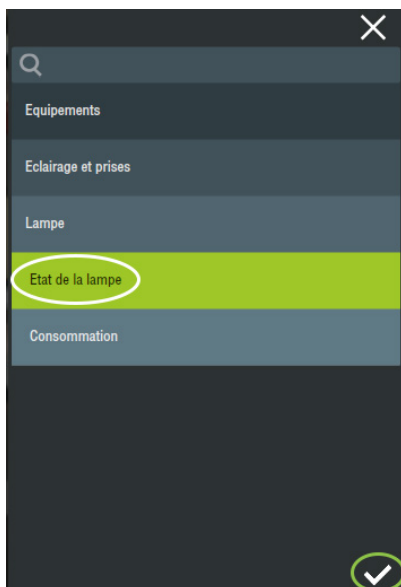 Equipements
Eclairage et prises
Lampe
Etat de la lampe
Consommation